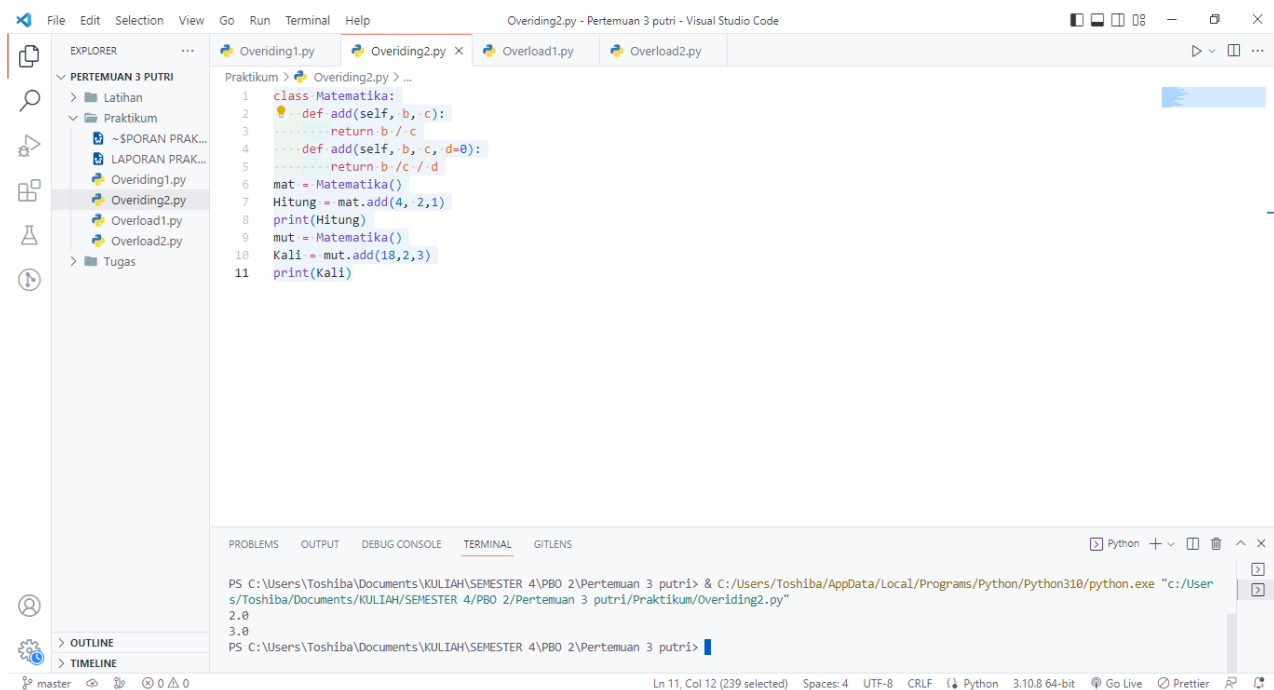 File Edit Selection View Go Run Terminal Help Overiding2.py - Pertemuan 3 putri - Visual Studio Code
EXPLORER
PERTEMUAN 3 PUTRI
Latihan
Praktikum
~$PORAN PRAK...
LAPORAN PRAK...
Overiding1.py
Overiding2.py
Overload1.py
Overload2.py
Tugas
OUTLINE
TIMELINE
Overiding1.py Overiding2.py Overload1.py Overload2.py
Praktikum > Overiding2.py > ...
1 class Matematika:
2     def add(self, b, c):
3         return b / c
4     def add(self, b, c, d=0):
5         return b /c / d
6 mat = Matematika()
7 Hitung = mat.add(4, 2,1)
8 print(Hitung)
9 mut = Matematika()
10 Kali = mut.add(18,2,3)
11 print(Kali)
PROBLEMS OUTPUT DEBUG CONSOLE TERMINAL GITLENS Python
PS C:\Users\Toshiba\Documents\KULIAH\SEMESTER 4\PBO 2\Pertemuan 3 putri> & C:/Users/Toshiba/AppData/Local/Programs/Python/Python310/python.exe "c:/User
s/Toshiba/Documents/KULIAH/SEMESTER 4/PBO 2/Pertemuan 3 putri/Praktikum/Overiding2.py"
2.0
3.0
PS C:\Users\Toshiba\Documents\KULIAH\SEMESTER 4\PBO 2\Pertemuan 3 putri>
master 0 0 Ln 11, Col 12 (239 selected) Spaces: 4 UTF-8 CRLF Python 3.10.8 64-bit Go Live Prettier